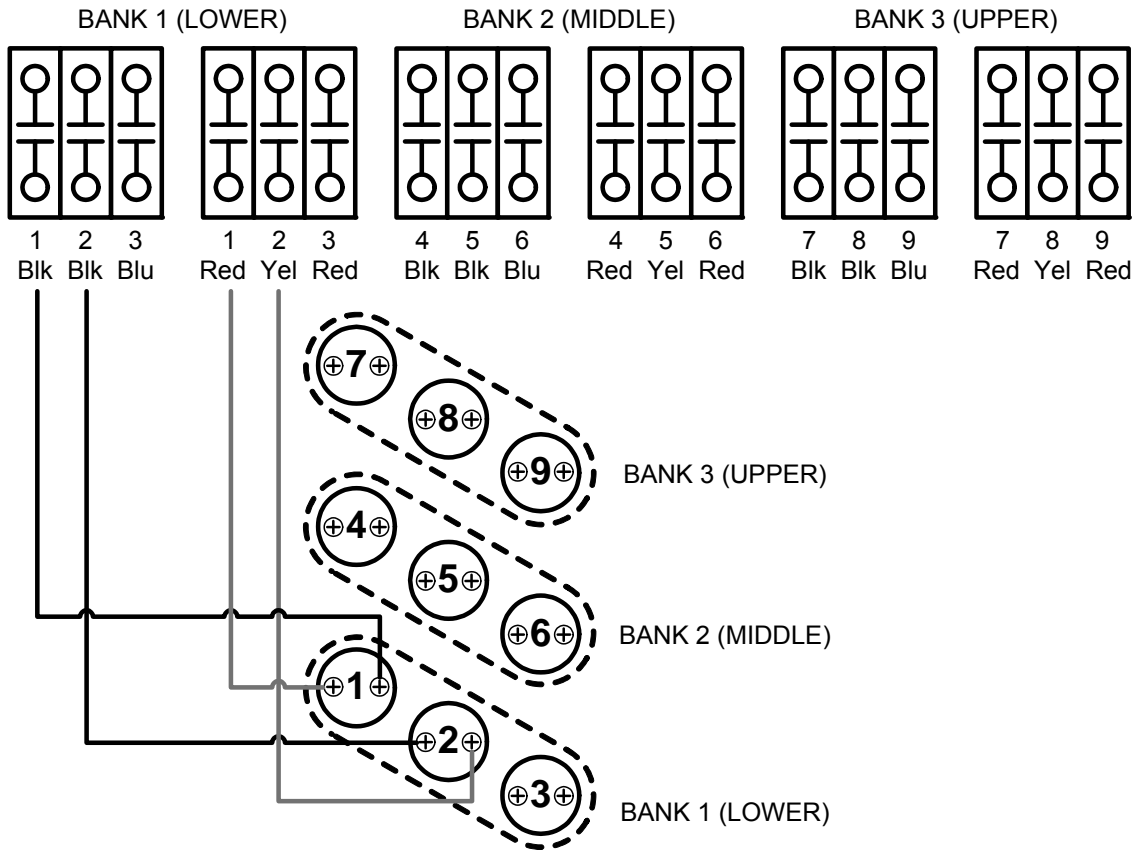 BANK 1 (LOWER) BANK 2 (MIDDLE) BANK 3 (UPPER)
1 2 3 1 2 3 4 5 6 4 5 6 7 8 9 7 8 9
Blk Blk Blu Red Yel Red Blk Blk Blu Red Yel Red Blk Blk Blu Red Yel Red
7
8
9 BANK 3 (UPPER)
4
5
6 BANK 2 (MIDDLE)
1
2
3 BANK 1 (LOWER)